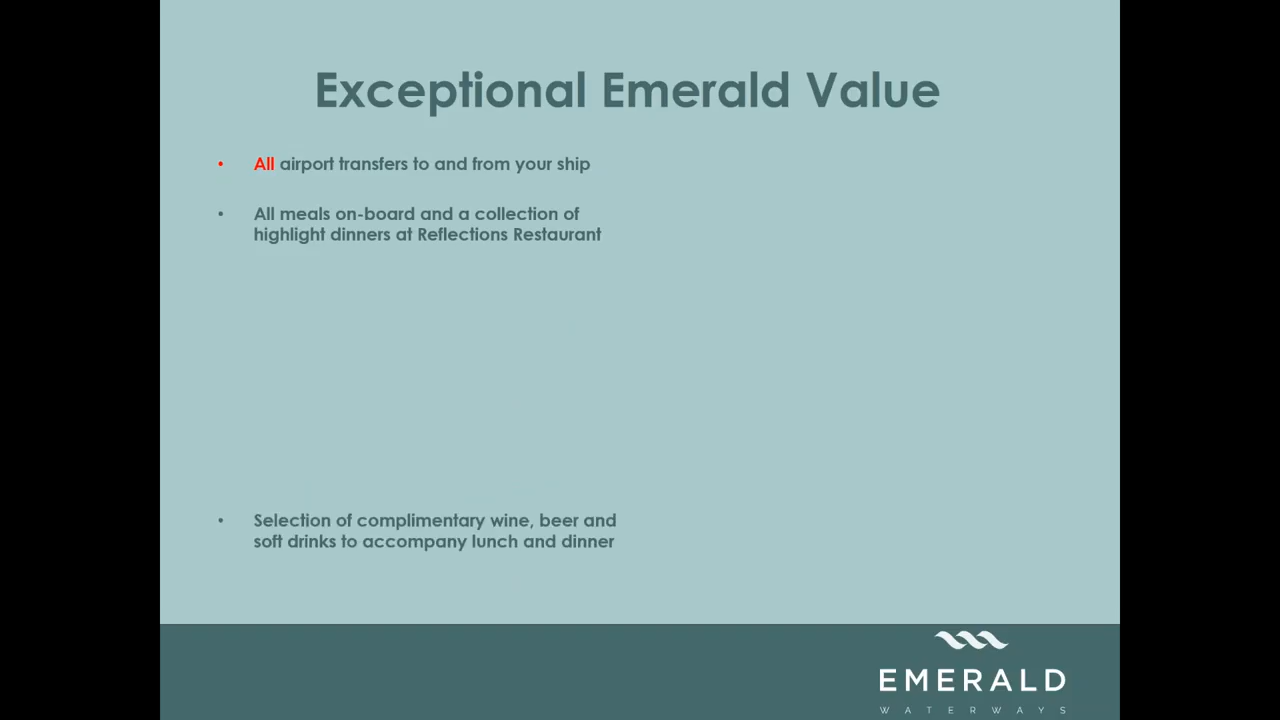 Exceptional Emerald Value
• All airport transfers to and from your ship
• All meals on-board and a collection of
highlight dinners at Reflections Restaurant
• Selection of complimentary wine, beer and
soft drinks to accompany lunch and dinner
EMERALD
WATERWAYS